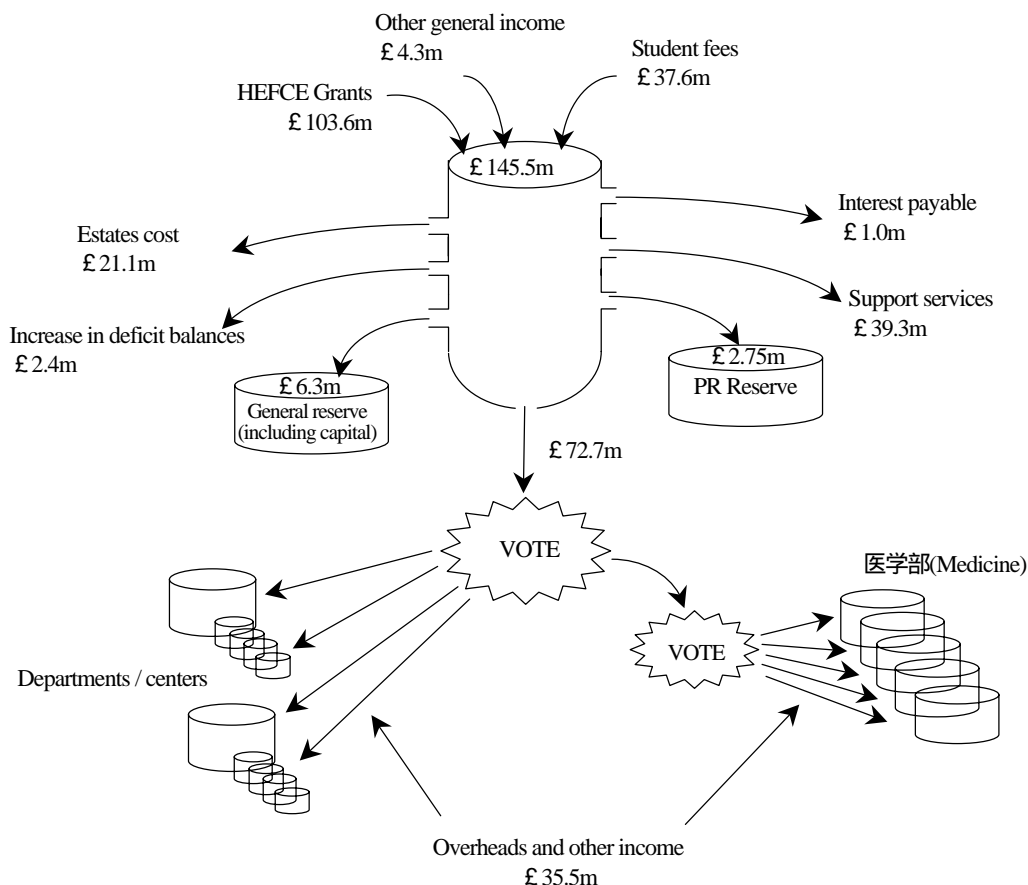 Other general income
£4.3m
Student fees
£37.6m
HEFCE Grants
£103.6m
£145.5m
Interest payable
£1.0m
Estates cost
£21.1m
Support services
£39.3m
Increase in deficit balances
£2.4m
£2.75m
PR Reserve
£6.3m
General reserve
(including capital)
£72.7m
VOTE
医学部(Medicine)
VOTE
Departments / centers
Overheads and other income
£35.5m